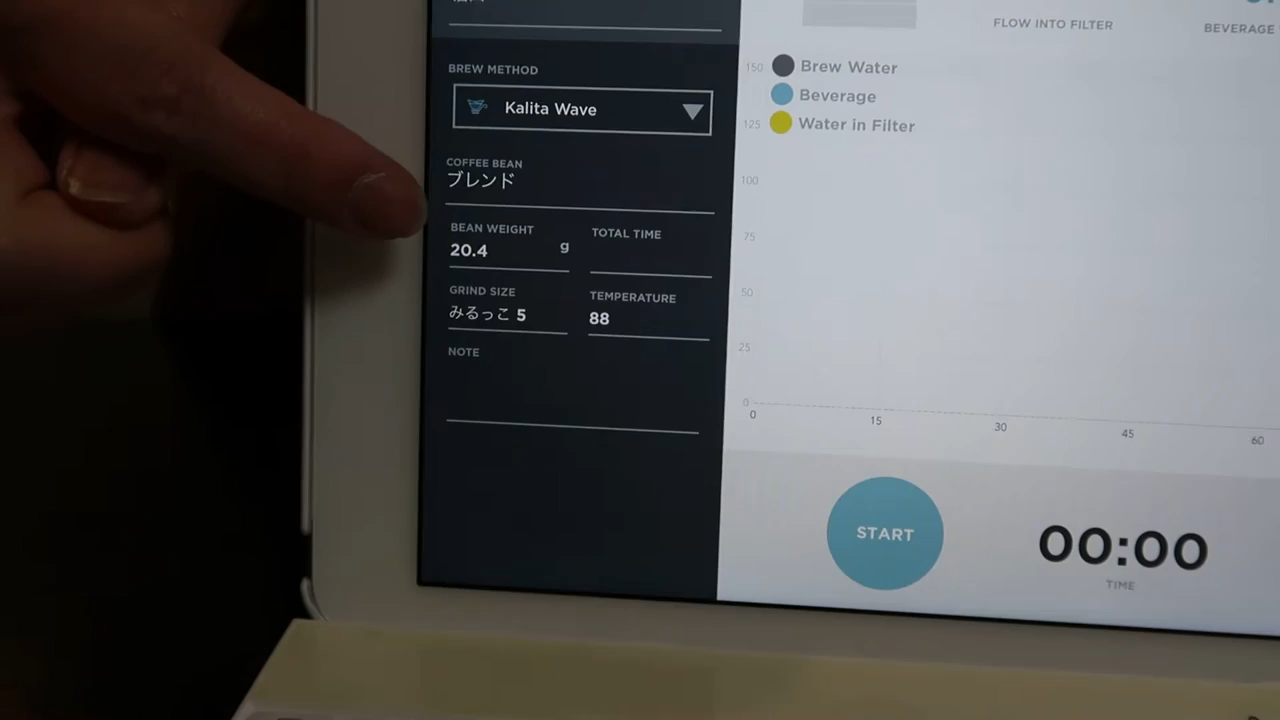 FLOW INTO FILTER
BEVERAGE
BREW METHOD
Kalita Wave
COFFEE BEAN
ブレンド
BEAN WEIGHT
20.4 g
TOTAL TIME
GRIND SIZE
みるっこ 5
TEMPERATURE
88
NOTE
150
Brew Water
Beverage
125
Water in Filter
100
75
50
25
0
0 15 30 45 60
START
00:00
TIME